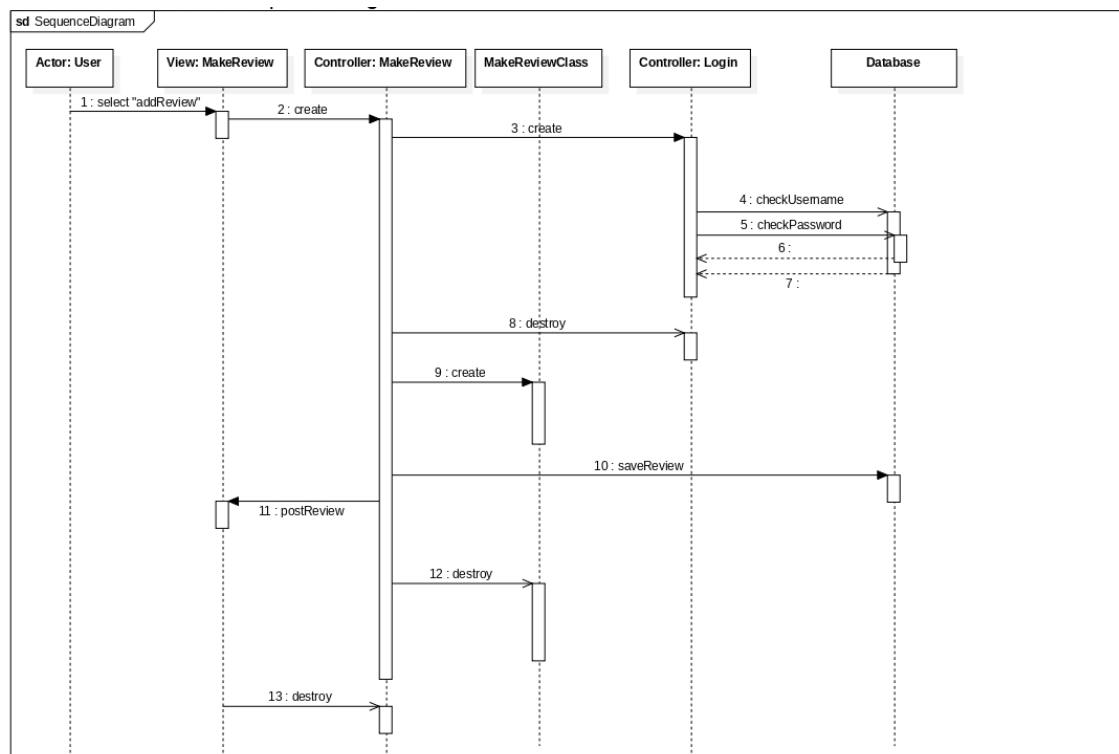 sd SequenceDiagram
Actor: User
View: MakeReview
Controller: MakeReview
MakeReviewClass
Controller: Login
Database
1 : select "addReview"
2 : create
3 : create
4 : checkUsername
5 : checkPassword
6 :
7 :
8 : destroy
9 : create
10 : saveReview
11 : postReview
12 : destroy
13 : destroy